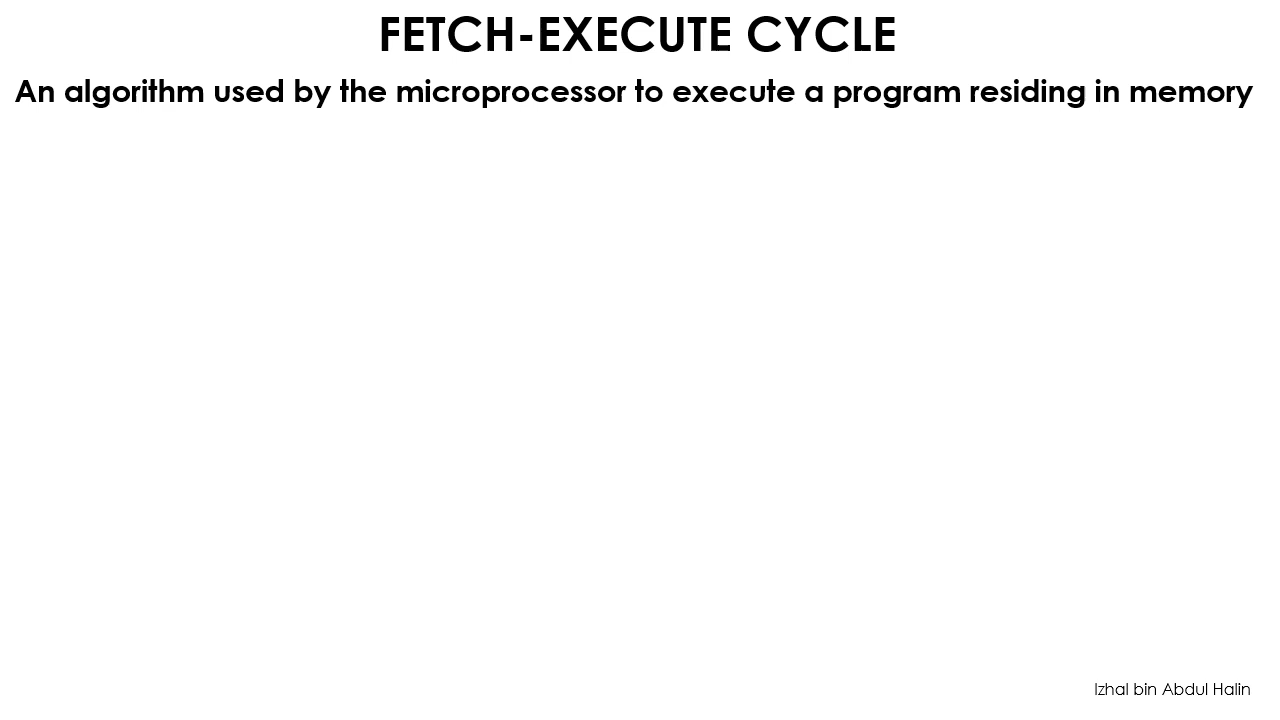 FETCH-EXECUTE CYCLE
An algorithm used by the microprocessor to execute a program residing in memory
Izhal bin Abdul Halin